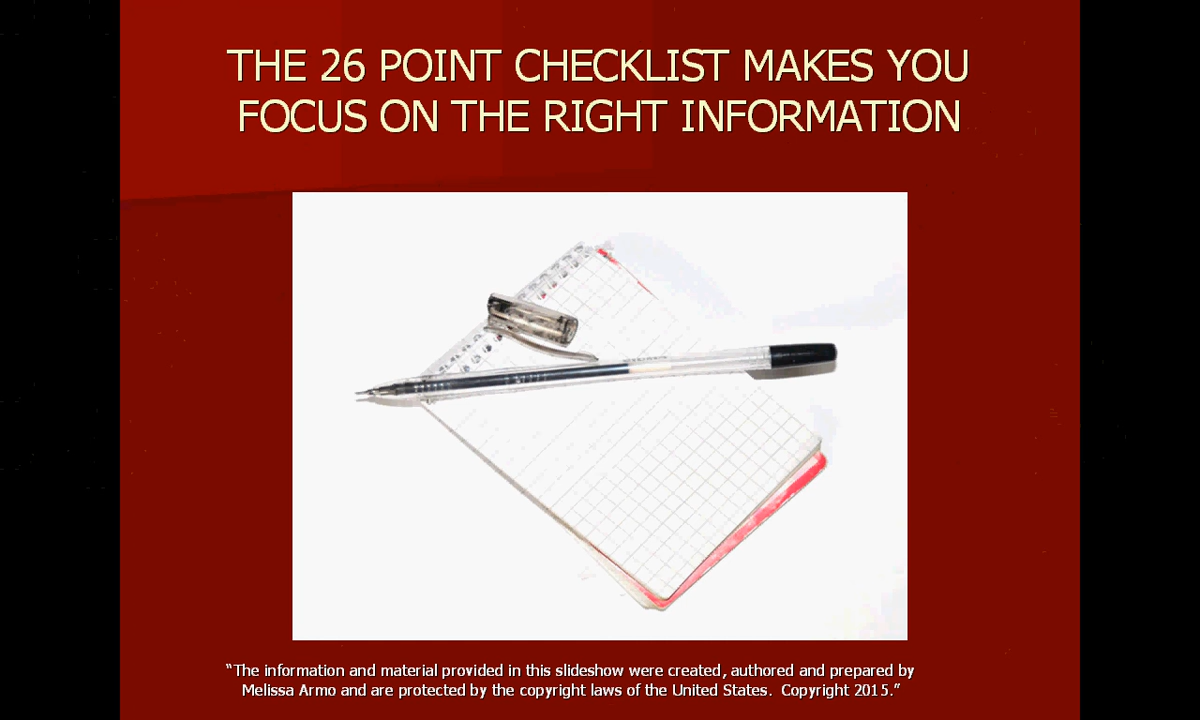 THE 26 POINT CHECKLIST MAKES YOU
FOCUS ON THE RIGHT INFORMATION
“The information and material provided in this slideshow were created, authored and prepared by
Melissa Armo and are protected by the copyright laws of the United States.  Copyright 2015.”